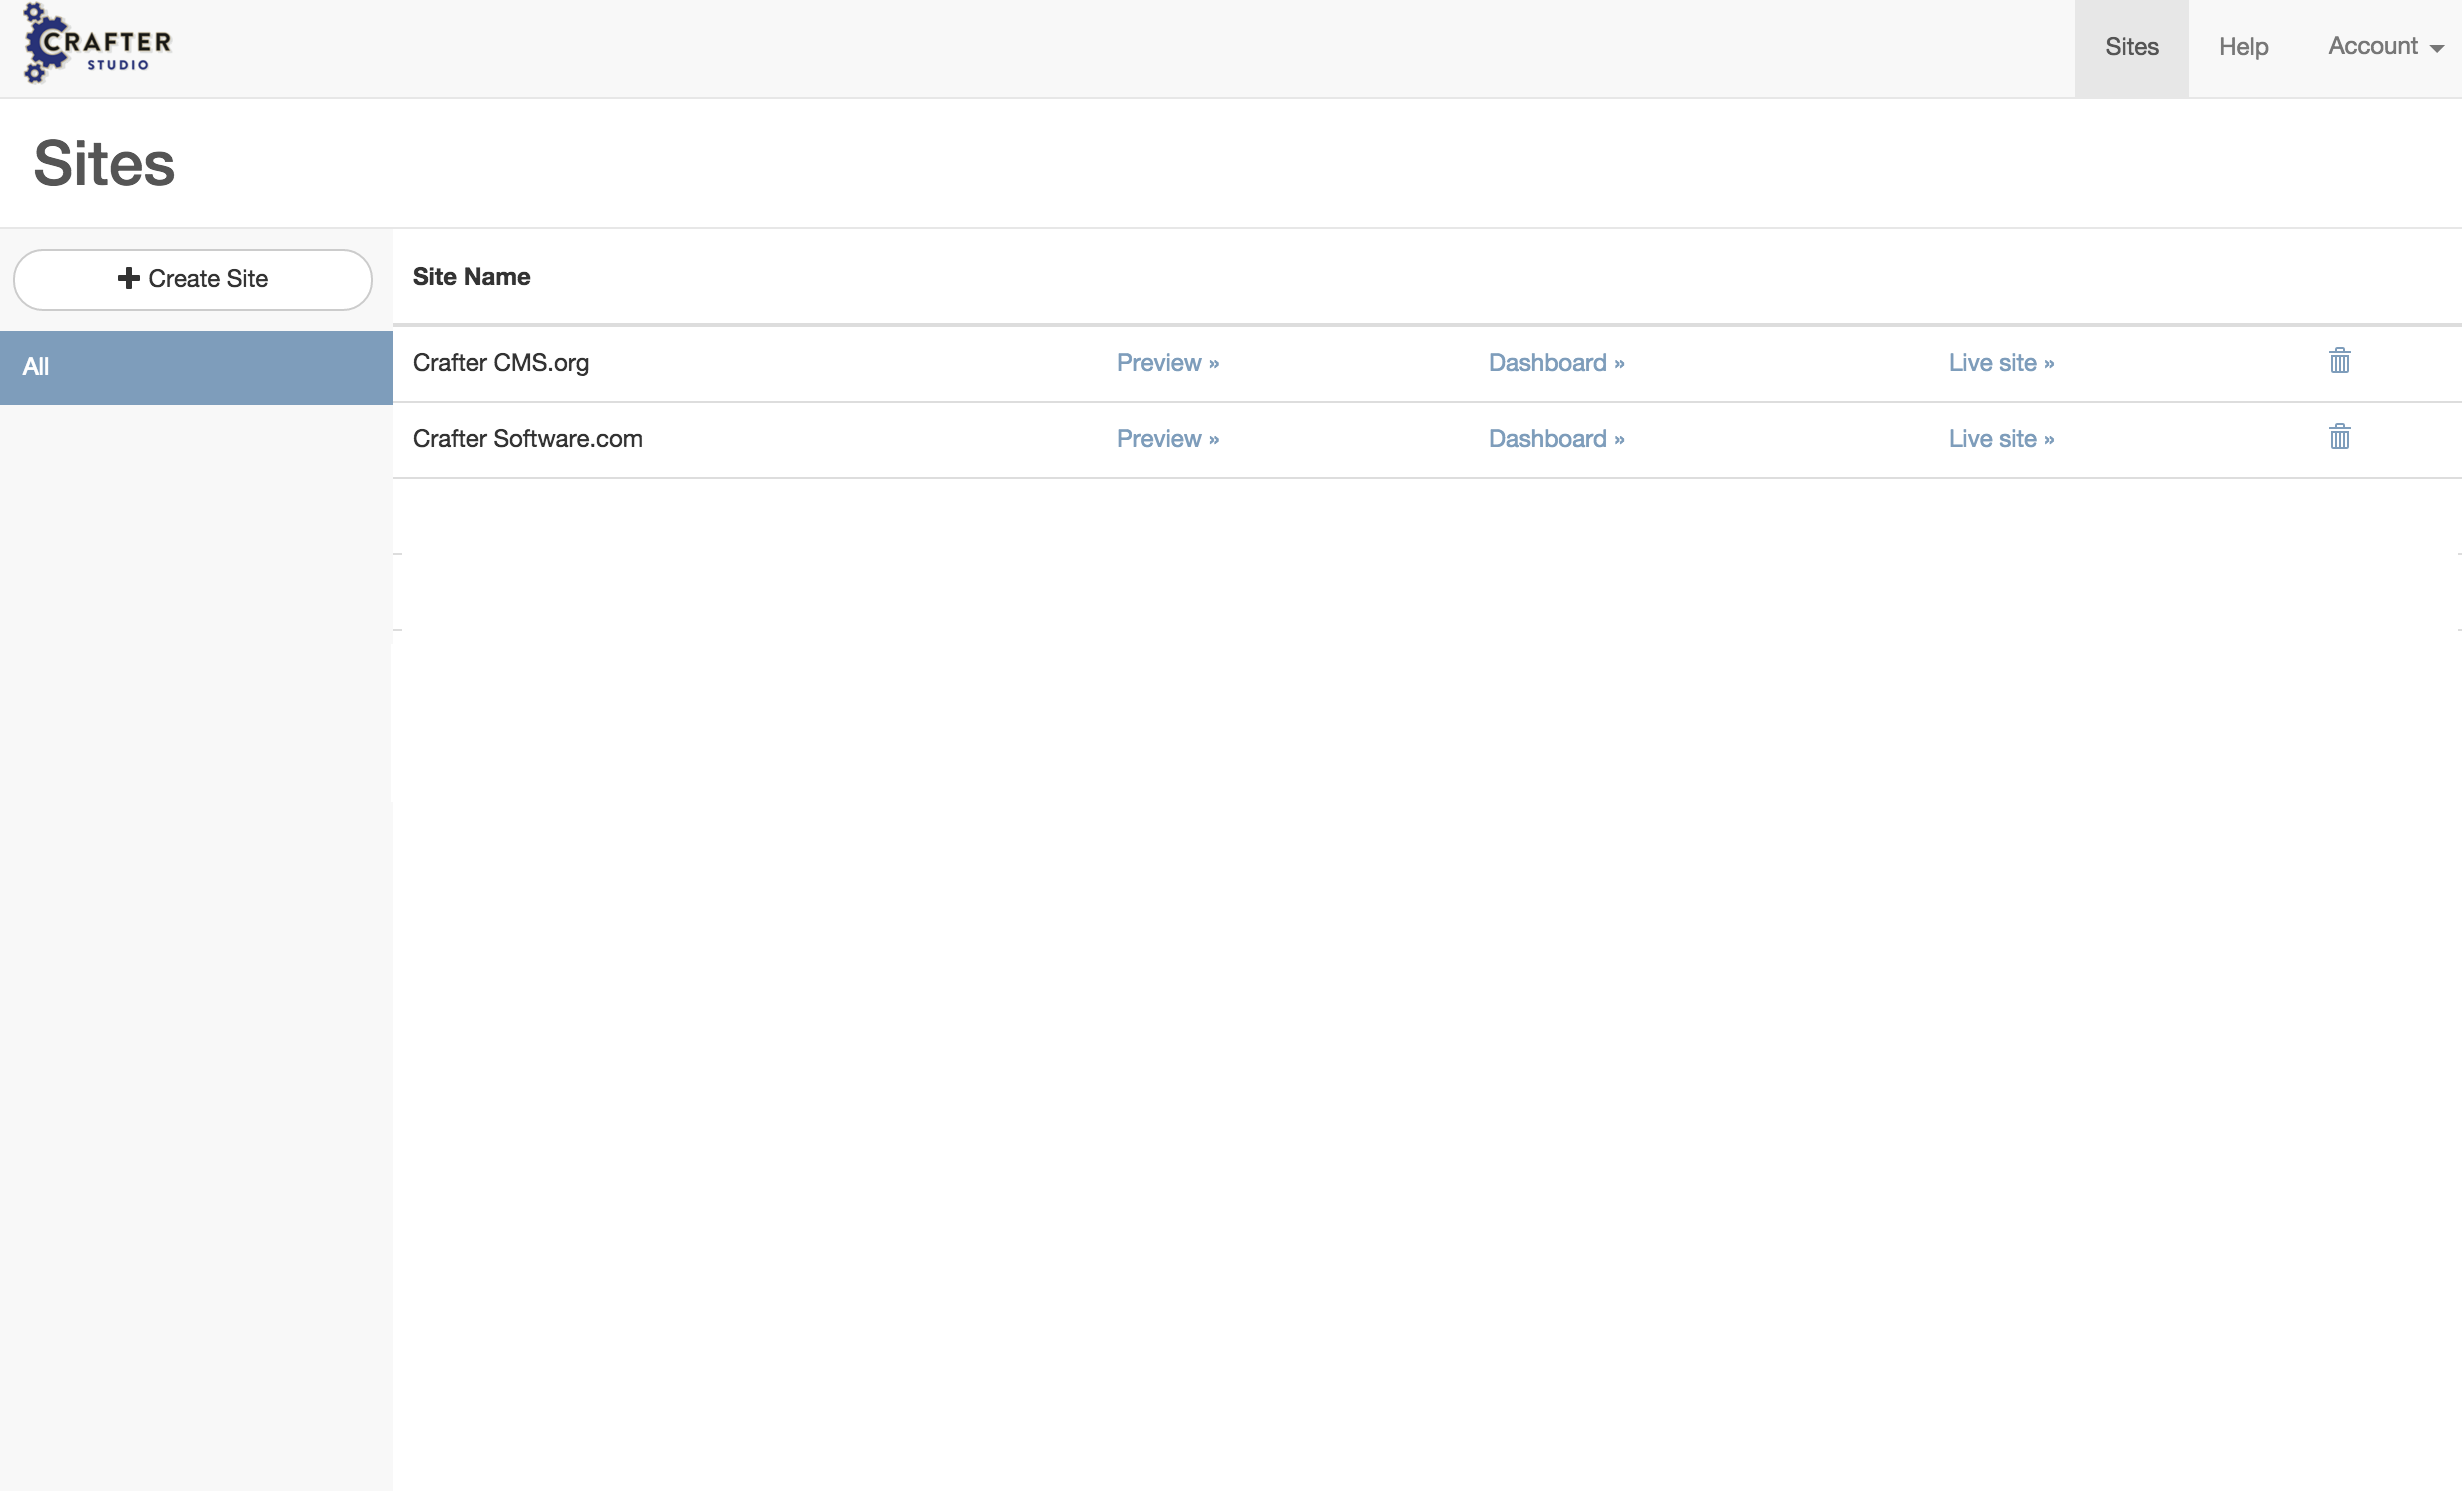 CRAFTER
STUDIO
Sites
Help
Account
Sites
Create Site
All
Site Name
Crafter CMS.org
Preview »
Dashboard »
Live site »
Crafter Software.com
Preview »
Dashboard »
Live site »